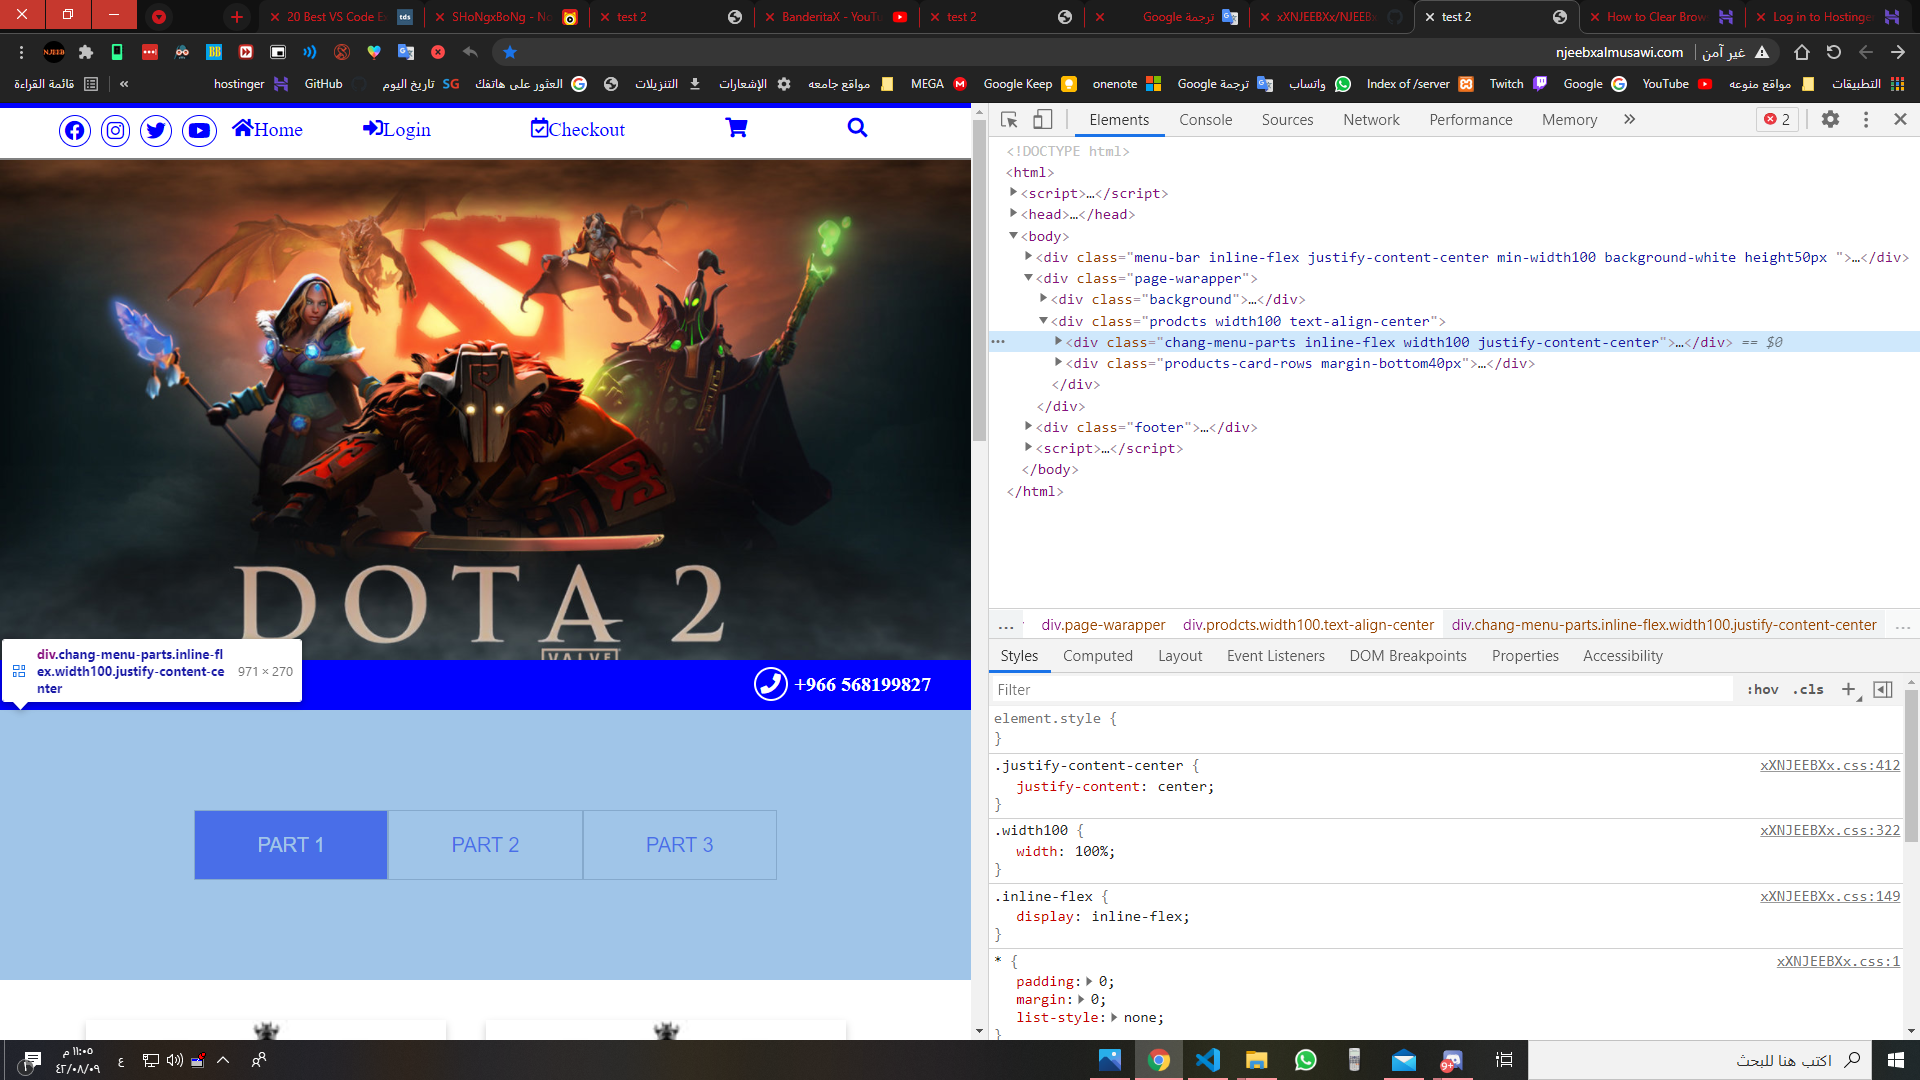 20 Best VS Code E
SHoNgxBoNg - No
test 2
BanderitaX - YouTu
test 2
ترجمة Google
xXNJEEBXx/NJEEB
test 2
How to Clear Brow
Log in to Hostinger
njeebxalmusawi.com
غير آمن
قائمة القراءة
hostinger
GitHub
تاريخ اليوم
العثور على هاتفك
التنزيلات
الإشعارات
مواقع جامعه
MEGA
Google Keep
onenote
ترجمة Google
واتساب
Index of /server
Twitch
Google
YouTube
مواقع منوعه
التطبيقات
Home
Login
Checkout
DOTA 2
VALVE
div.chang-menu-parts.inline-fl
ex.width100.justify-content-ce
nter
971 × 270
+966 568199827
PART 1
PART 2
PART 3
Elements
Console
Sources
Network
Performance
Memory
2
<!DOCTYPE html>
<html>
<script>…</script>
<head>…</head>
<body>
<div class="menu-bar inline-flex justify-content-center min-width100 background-white height50px ">…</div>
<div class="page-warapper">
<div class="background">…</div>
<div class="prodcts width100 text-align-center">
<div class="chang-menu-parts inline-flex width100 justify-content-center">…</div> == $0
<div class="products-card-rows margin-bottom40px">…</div>
</div>
</div>
<div class="footer">…</div>
<script>…</script>
</body>
</html>
...
div.page-warapper
div.prodcts.width100.text-align-center
div.chang-menu-parts.inline-flex.width100.justify-content-center
...
Styles
Computed
Layout
Event Listeners
DOM Breakpoints
Properties
Accessibility
Filter
:hov
.cls
element.style {
}
.justify-content-center {
xXNJEEBXx.css:412
justify-content: center;
}
.width100 {
xXNJEEBXx.css:322
width: 100%;
}
.inline-flex {
xXNJEEBXx.css:149
display: inline-flex;
}
* {
xXNJEEBXx.css:1
padding: 0;
margin: 0;
list-style: none;
}
١١:٠٥ م
٤٢/٠٨/٠٩
ع
9+
اكتب هنا للبحث